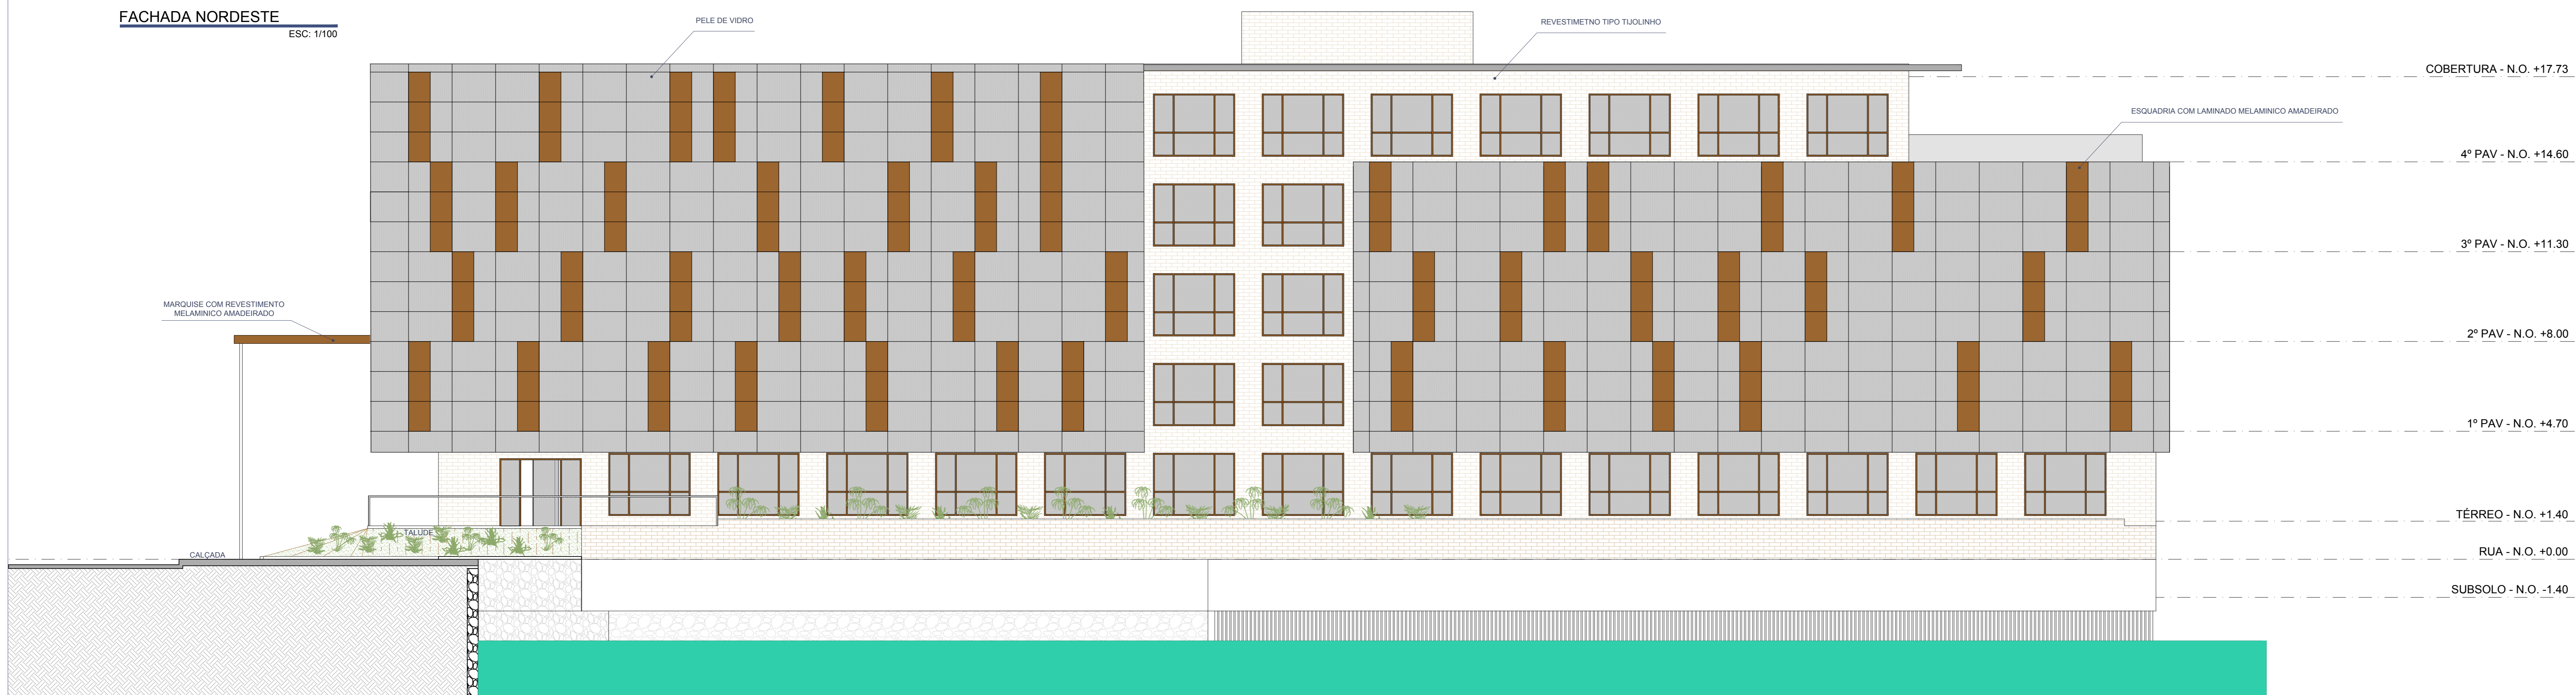 FACHADA NORDESTE
ESC: 1/100
PELE DE VIDRO
REVESTIMETNO TIPO TIJOLINHO
COBERTURA - N.O. +17.73
ESQUADRIA COM LAMINADO MELAMINICO AMADEIRADO
4º PAV - N.O. +14.60
3º PAV - N.O. +11.30
MARQUISE COM REVESTIMENTO
MELAMINICO AMADEIRADO
2º PAV - N.O. +8.00
1º PAV - N.O. +4.70
TÉRREO - N.O. +1.40
TALUDE
CALÇADA
RUA - N.O. +0.00
SUBSOLO - N.O. -1.40